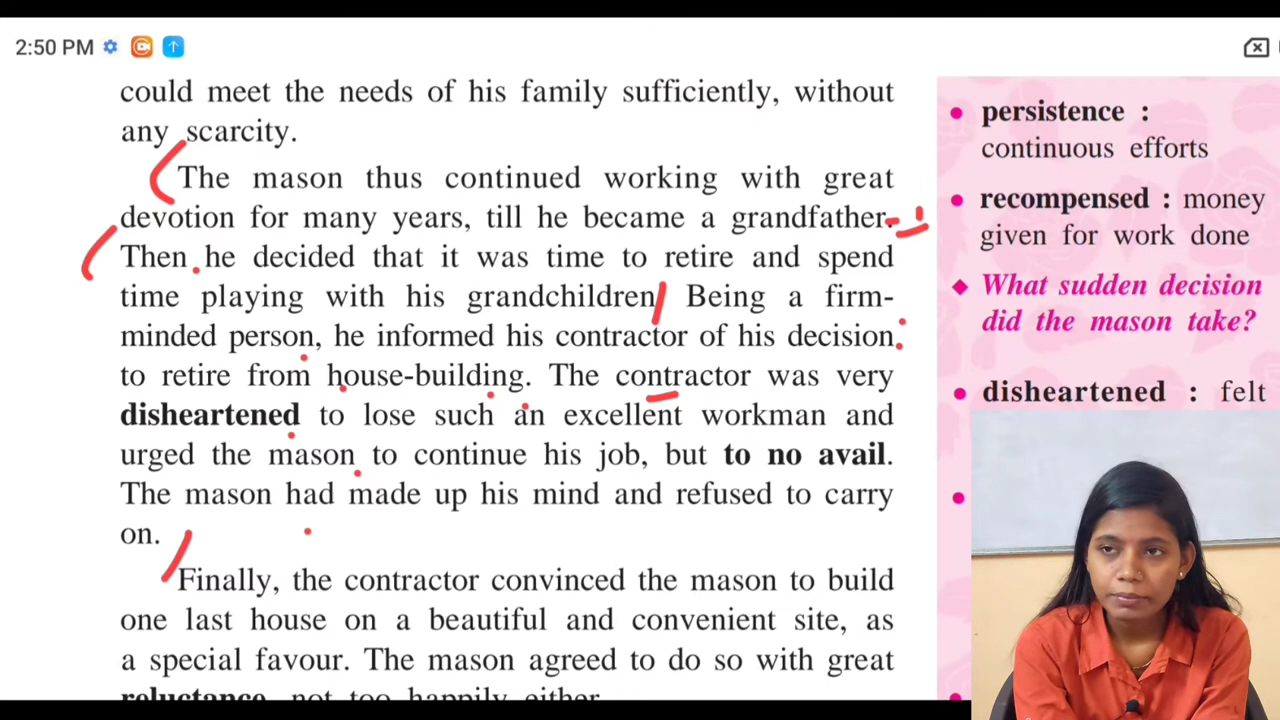 2:50 PM
could meet the needs of his family sufficiently, without
any scarcity.
The mason thus continued working with great
devotion for many years, till he became a grandfather.
Then he decided that it was time to retire and spend
time playing with his grandchildren. Being a firm-
minded person, he informed his contractor of his decision
to retire from house-building. The contractor was very
disheartened to lose such an excellent workman and
urged the mason to continue his job, but to no avail.
The mason had made up his mind and refused to carry
on.
Finally, the contractor convinced the mason to build
one last house on a beautiful and convenient site, as
a special favour. The mason agreed to do so with great
reluctance, not too happily either.
• persistence :
continuous efforts
• recompensed : money
given for work done
◆ What sudden decision
did the mason take?
• disheartened : felt